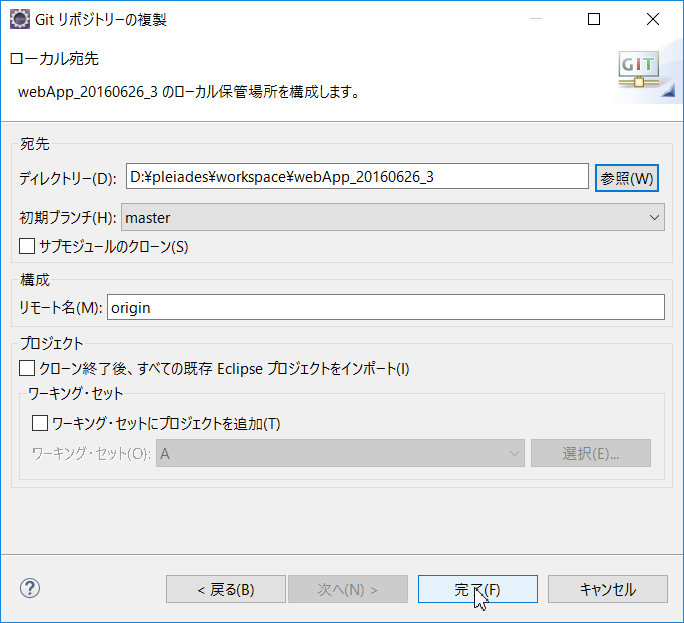 Git リポジトリーの複製
ローカル宛先
GIT
webApp_20160626_3 のローカル保管場所を構成します。
宛先
ディレクトリー(D): D:¥pleiades¥workspace¥webApp_20160626_3 参照(W)
初期ブランチ(H): master
サブモジュールのクローン(S)
構成
リモート名(M): origin
プロジェクト
クローン終了後、すべての既存 Eclipse プロジェクトをインポート(I)
ワーキング・セット
ワーキング・セットにプロジェクトを追加(T)
ワーキング・セット(O): A 選択(E)...
? < 戻る(B) 次へ(N) > 完了(F) キャンセル